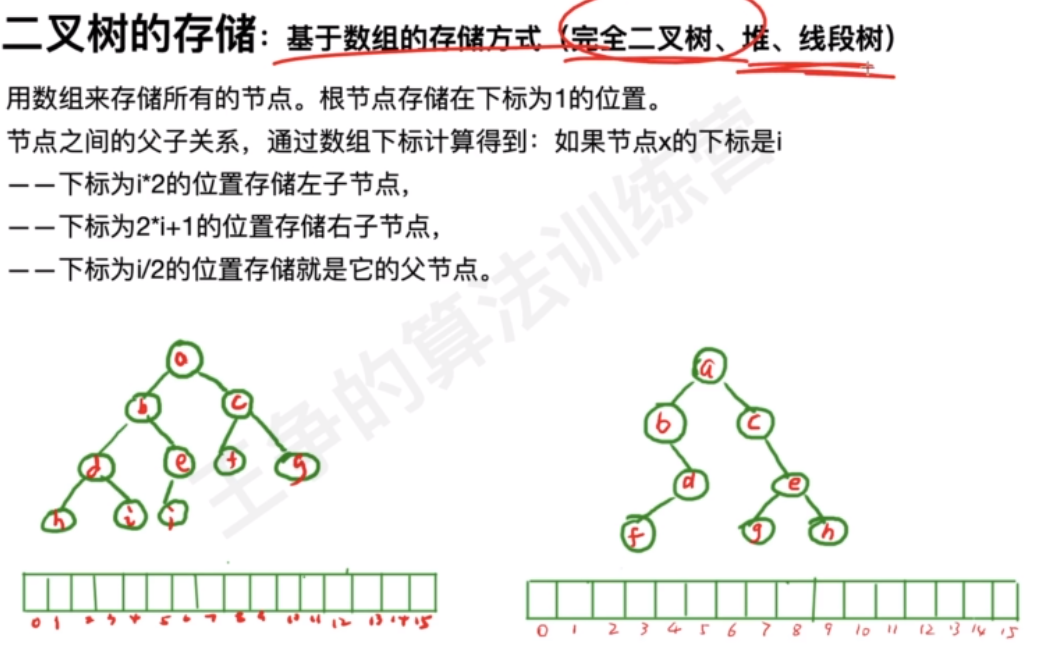 二叉树的存储：基于数组的存储方式（完全二叉树、堆、线段树）
用数组来存储所有的节点。根节点存储在下标为1的位置。
节点之间的父子关系，通过数组下标计算得到：如果节点x的下标是i
——下标为i*2的位置存储左子节点，
——下标为2*i+1的位置存储右子节点，
——下标为i/2的位置存储就是它的父节点。
王争的算法训练营
a
b c
d e f g
h i j
0 1 2 3 4 5 6 7 8 9 10 11 12 13 14 15
a
b c
d e
f g h
0 1 2 3 4 5 6 7 8 9 10 11 12 13 14 15